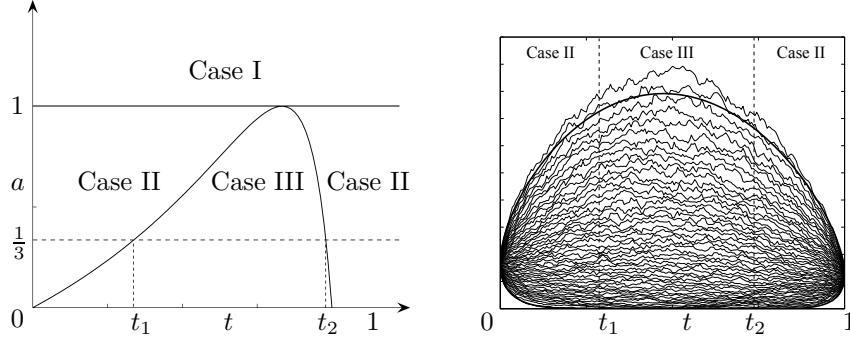 Case I
1
Case II
Case III
Case II
a
1/3
0
t₁
t
t₂
1
Case II
Case III
Case II
0
t₁
t
t₂
1